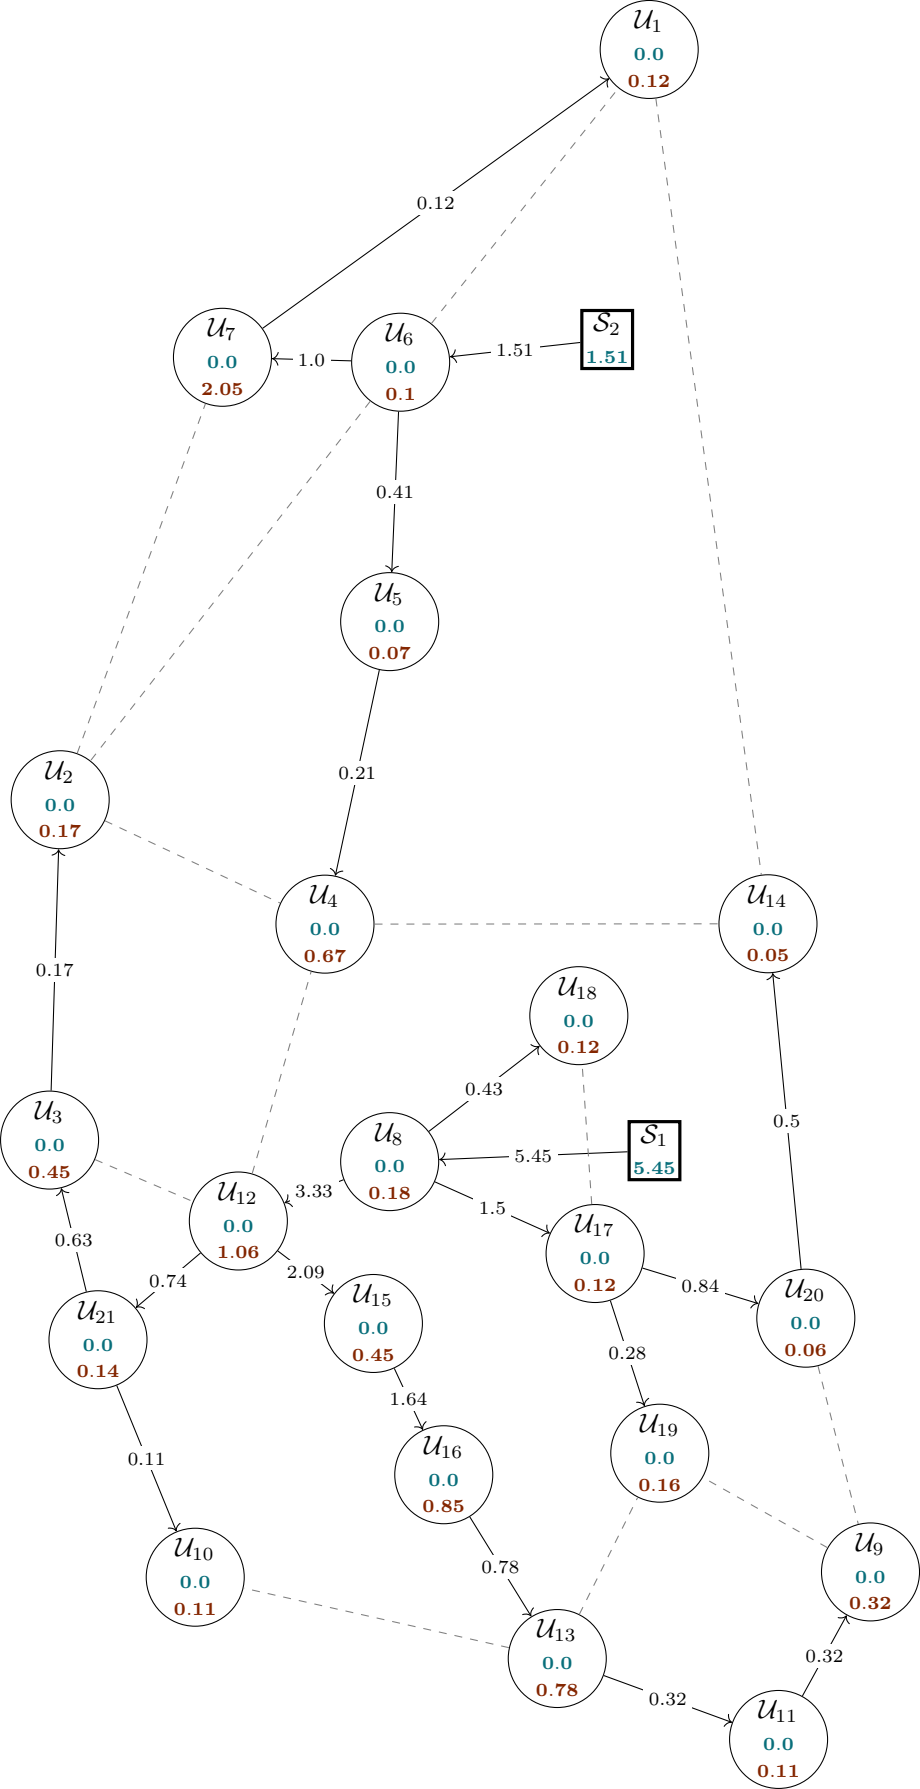 𝒰₁
0.0
0.12
0.12
𝒰₇
0.0
2.05
1.0
𝒰₆
0.0
0.1
1.51
𝒮₂
1.51
0.41
𝒰₅
0.0
0.07
0.21
𝒰₂
0.0
0.17
𝒰₄
0.0
0.67
𝒰₁₄
0.0
0.05
0.17
𝒰₁₈
0.0
0.12
0.43
𝒰₃
0.0
0.45
𝒰₈
0.0
0.18
5.45
𝒮₁
5.45
0.5
𝒰₁₂
0.0
1.06
3.33
1.5
𝒰₁₇
0.0
0.12
0.63
0.74
2.09
0.84
𝒰₂₁
0.0
0.14
𝒰₁₅
0.0
0.45
𝒰₂₀
0.0
0.06
0.28
1.64
0.11
𝒰₁₆
0.0
0.85
𝒰₁₉
0.0
0.16
𝒰₁₀
0.0
0.11
0.78
𝒰₉
0.0
0.32
𝒰₁₃
0.0
0.78
0.32
0.32
𝒰₁₁
0.0
0.11